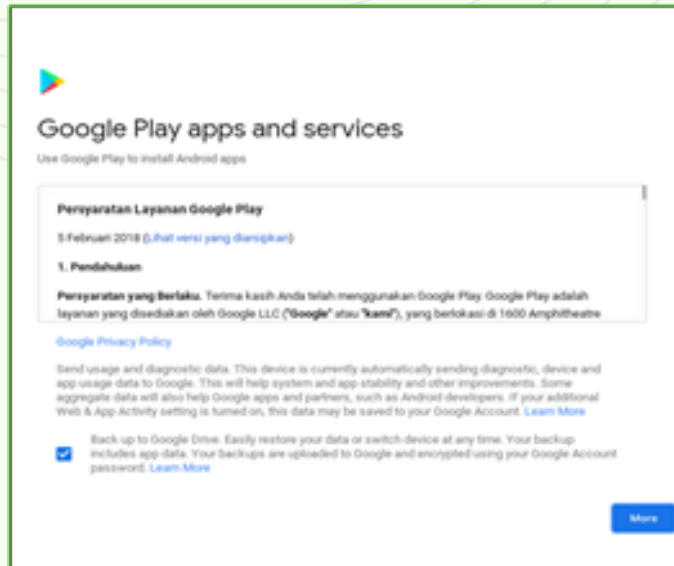 Google Play apps and services
Use Google Play to install Android apps
Persyaratan Layanan Google Play
5 Februari 2018 (Lihat versi yang diarsipkan)
1. Pendahuluan
Persyaratan yang Berlaku. Terima kasih Anda telah menggunakan Google Play. Google Play adalah
layanan yang disediakan oleh Google LLC ("Google" atau "kami"), yang berlokasi di 1600 Amphitheatre
Google Privacy Policy
Send usage and diagnostic data. This device is currently automatically sending diagnostic, device and
app usage data to Google. This will help system and app stability and other improvements. Some
aggregate data will also help Google apps and partners, such as Android developers. If your additional
Web & App Activity setting is turned on, this data may be saved to your Google Account. Learn More
Back up to Google Drive. Easily restore your data or switch device at any time. Your backup
includes app data. Your backups are uploaded to Google and encrypted using your Google Account
password. Learn More
More